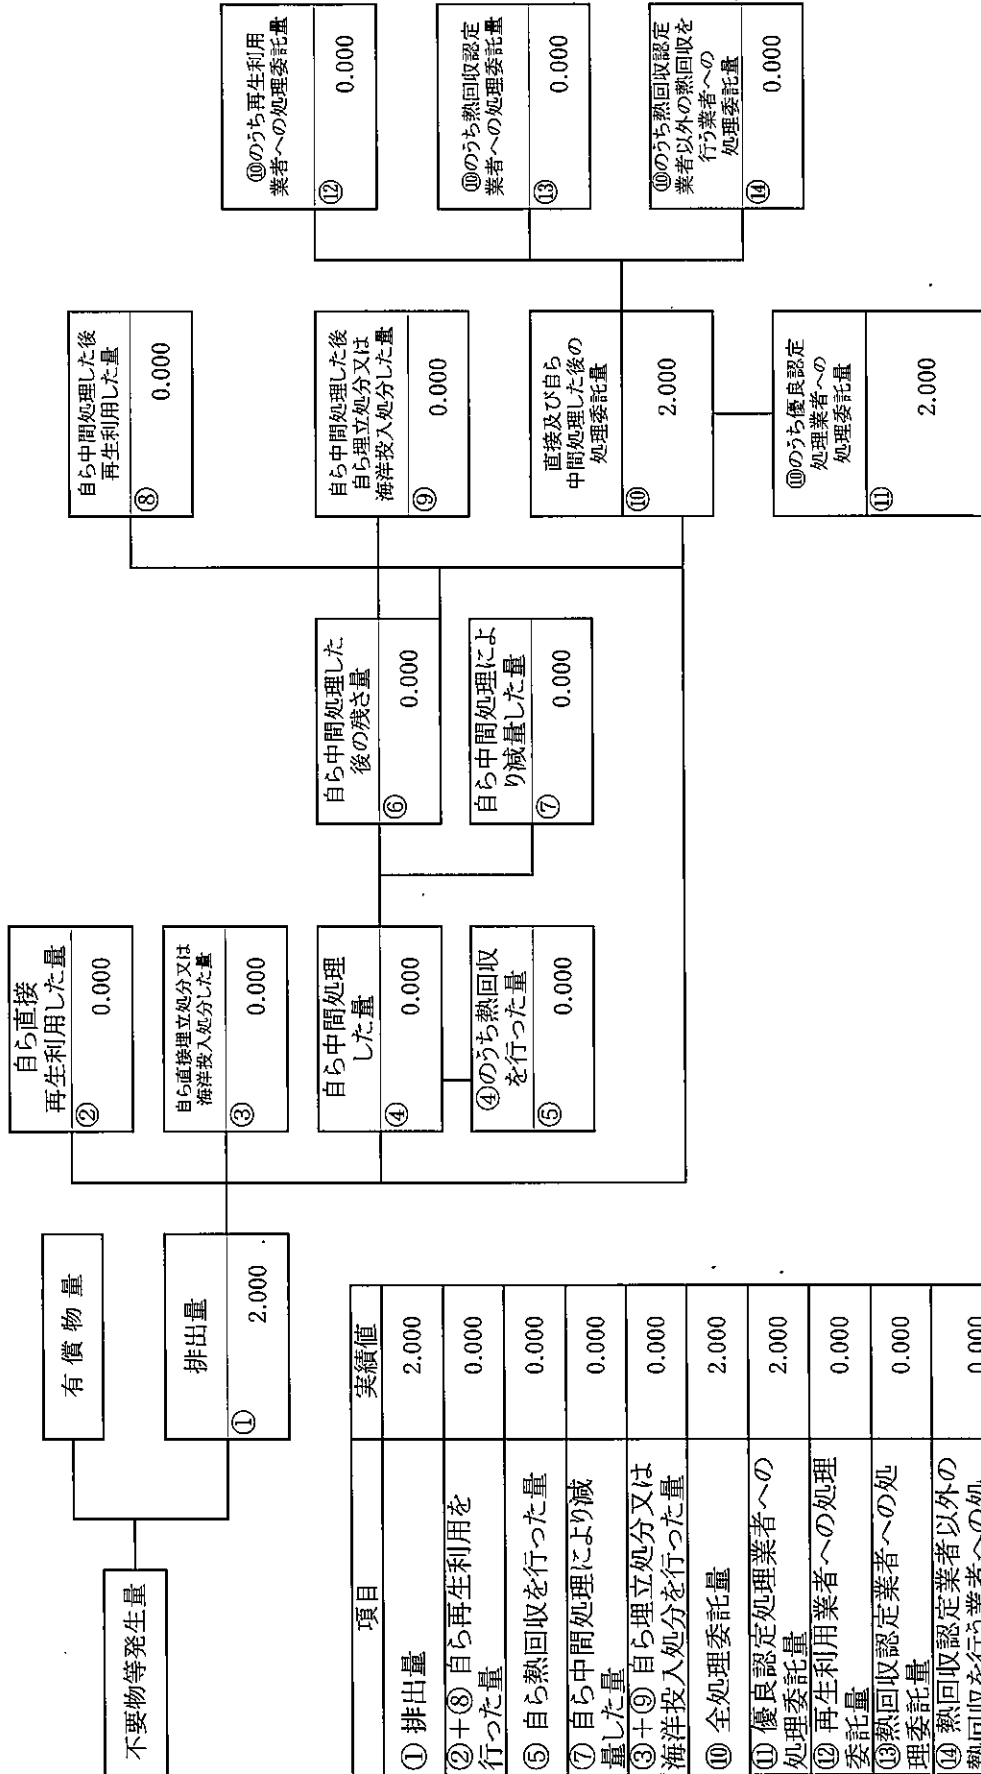 不要物等発生量
有償物量
排出量
①
2.000
自ら直接
再生利用した量
②
0.000
自ら直接埋立処分又は
海洋投入処分した量
③
0.000
自ら中間処理
した量
④
0.000
④のうち熱回収
を行った量
⑤
0.000
自ら中間処理した
後の残さ量
⑥
0.000
自ら中間処理によ
り減量した量
⑦
0.000
自ら中間処理した後
再生利用した量
⑧
0.000
自ら中間処理した後
自ら埋立処分又は
海洋投入処分した量
⑨
0.000
直接及び自ら
中間処理した後の
処理委託量
⑩
2.000
⑩のうち優良認定
処理業者への
処理委託量
⑪
2.000
⑩のうち再生利用
業者への処理委託量
⑫
0.000
⑩のうち熱回収認定
業者への処理委託量
⑬
0.000
⑩のうち熱回収認定
業者以外の熱回収を
行う業者への
処理委託量
⑭
0.000
項目 実績値
①排出量 2.000
②+⑧ 自ら再生利用を
行った量 0.000
⑤ 自ら熱回収を行った量 0.000
⑦ 自ら中間処理により減
量した量 0.000
③+⑨ 自ら埋立処分又は
海洋投入処分を行った量 0.000
⑩ 全処理委託量 2.000
⑪ 優良認定処理業者への
処理委託量 2.000
⑫ 再生利用業者への処理
委託量 0.000
⑬熱回収認定業者への処
理委託量 0.000
⑭ 熱回収認定業者以外の
熱回収を行う業者への処 0.000